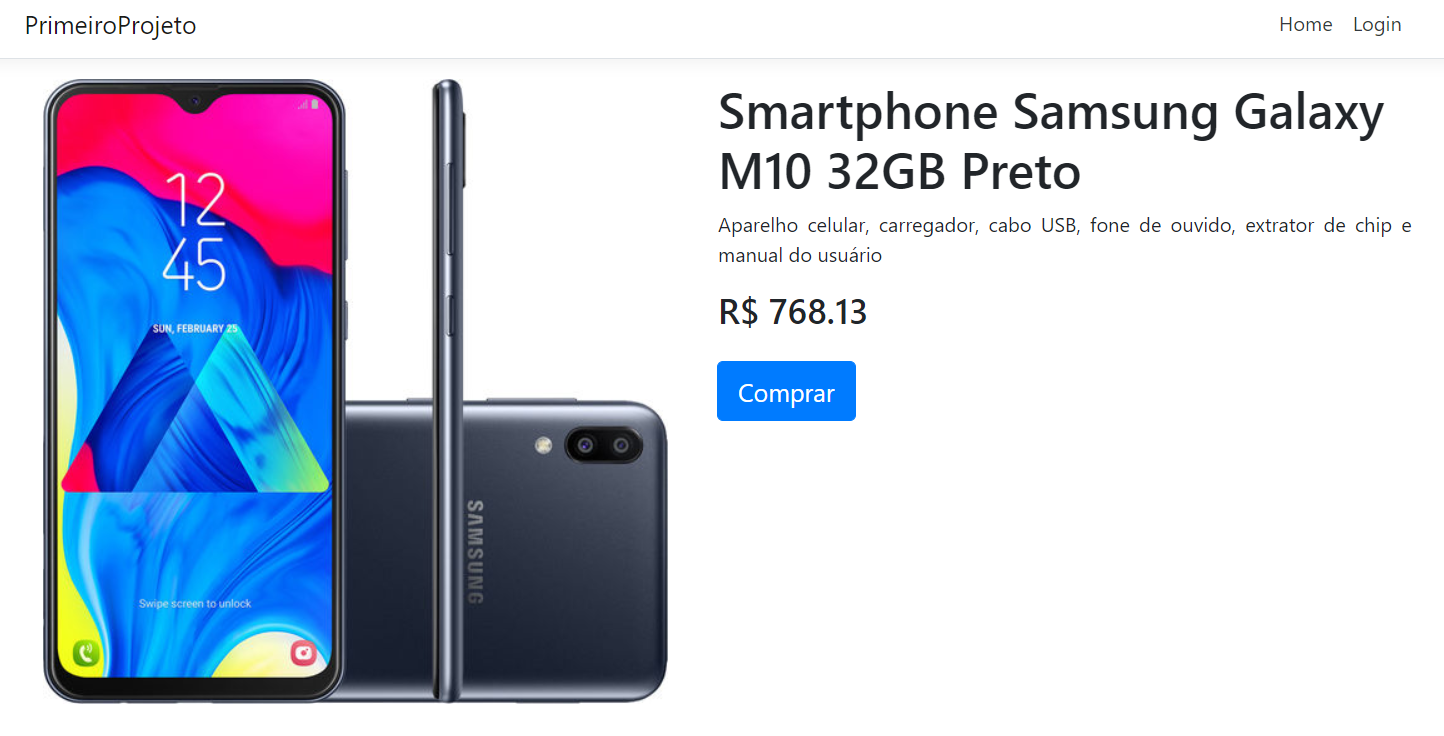 PrimeiroProjeto
Home Login
12
45
SUN, FEBRUARY 25
Swipe screen to unlock
SAMSUNG
Smartphone Samsung Galaxy
M10 32GB Preto
Aparelho celular, carregador, cabo USB, fone de ouvido, extrator de chip e
manual do usuário
R$ 768.13
Comprar